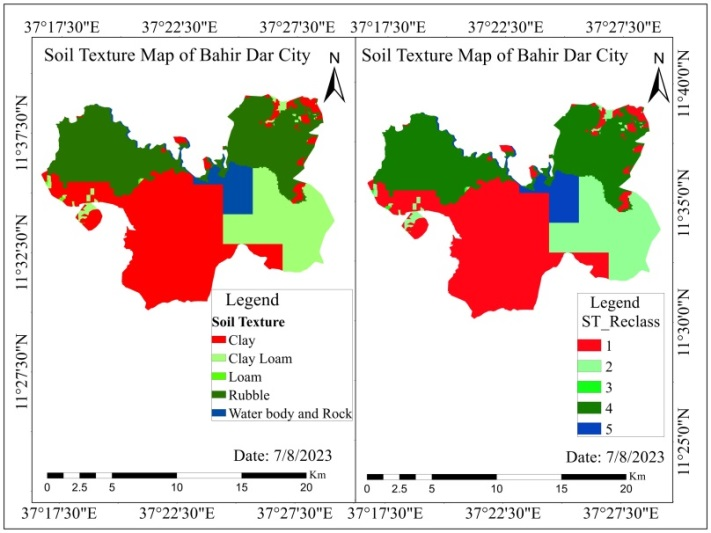 37°17'30"E 37°22'30"E 37°27'30"E 37°17'30"E 37°22'30"E 37°27'30"E
Soil Texture Map of Bahir Dar City
N
11°37'30"N
11°32'30"N
11°27'30"N
Legend
Soil Texture
Clay
Clay Loam
Loam
Rubble
Water body and Rock
Date: 7/8/2023
Km
0 2.5 5 10 15 20
Soil Texture Map of Bahir Dar City
N
11°40'0"N
11°35'0"N
11°30'0"N
11°25'0"N
Legend
ST_Reclass
1
2
3
4
5
Date: 7/8/2023
Km
0 2.5 5 10 15 20
37°17'30"E 37°22'30"E 37°27'30"E 37°17'30"E 37°22'30"E 37°27'30"E